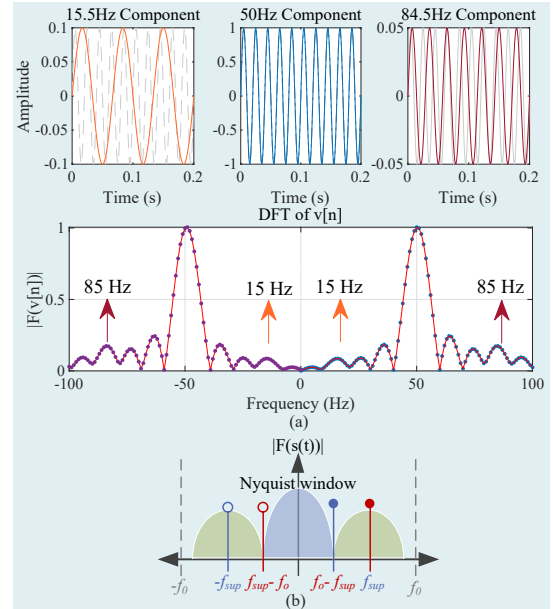 15.5Hz Component
50Hz Component
84.5Hz Component
Amplitude
0.1
0.05
0
-0.05
-0.1
0
0.1
0.2
Time (s)
1
0.5
0
-0.5
-1
0
0.1
0.2
Time (s)
0.05
0
-0.05
0
0.1
0.2
Time (s)
DFT of v[n]
|F(v[n])|
1
0.5
0
85 Hz
15 Hz
15 Hz
85 Hz
-100
-50
0
50
100
Frequency (Hz)
(a)
|F(s(t))|
Nyquist window
-f0
-fsup
fsup- fo
fo- fsup
fsup
f0
(b)